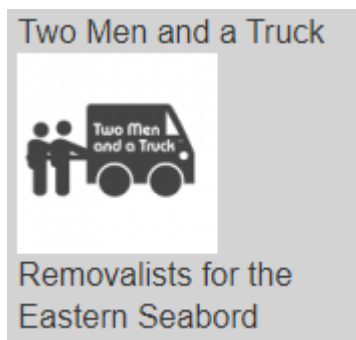 Two Men and a Truck
Two Men
and a Truck
Removalists for the
Eastern Seabord